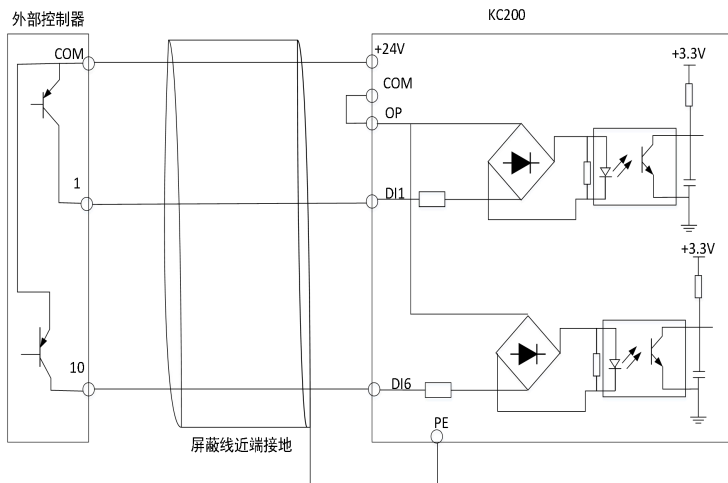 外部控制器
KC200
COM
+24V
+3.3V
COM
OP
1
DI1
+3.3V
10
DI6
PE
屏蔽线近端接地